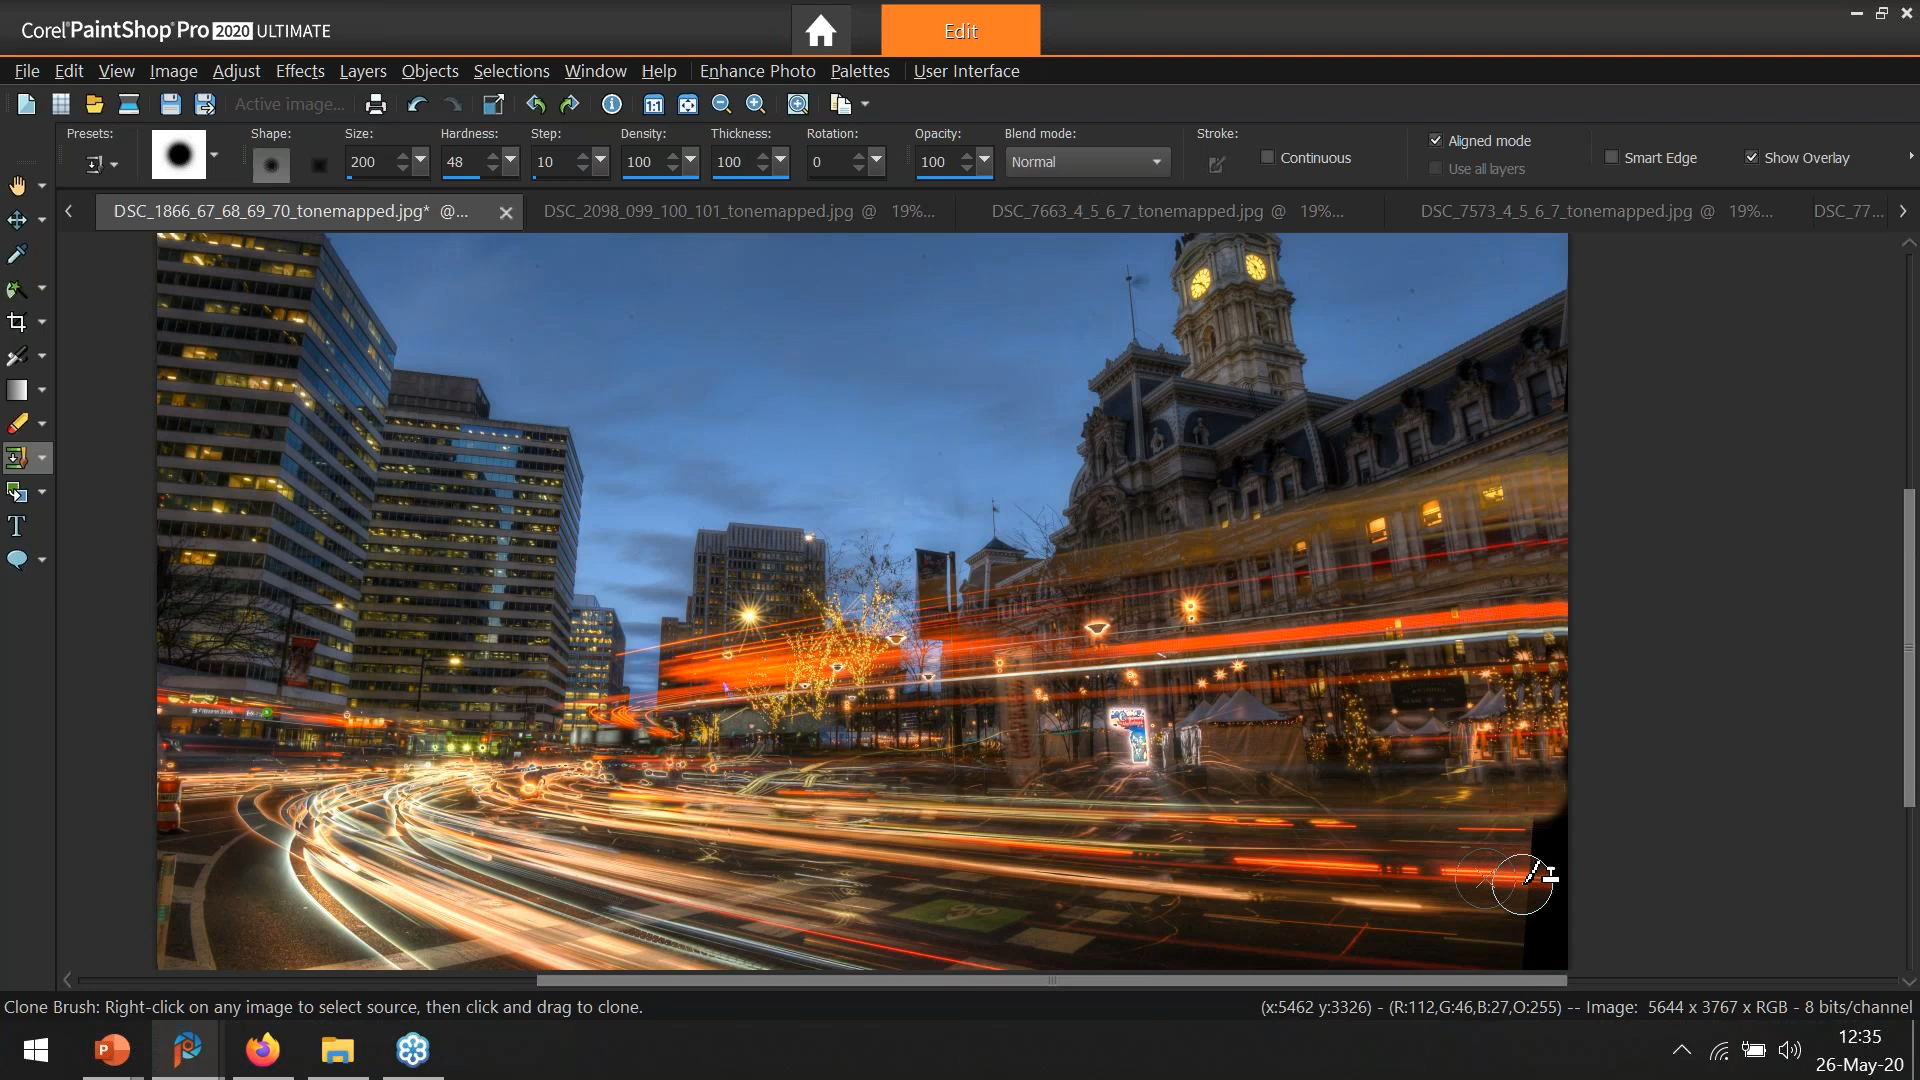 Corel PaintShop Pro 2020 ULTIMATE
Edit
File Edit View Image Adjust Effects Layers Objects Selections Window Help Enhance Photo Palettes User Interface
Active image...
Presets: Shape: Size: Hardness: Step: Density: Thickness: Rotation: Opacity: Blend mode: Stroke:
200 48 10 100 100 0 100 Normal
Continuous
Aligned mode
Use all layers
Smart Edge
Show Overlay
DSC_1866_67_68_69_70_tonemapped.jpg* @...
DSC_2098_099_100_101_tonemapped.jpg @ 19%...
DSC_7663_4_5_6_7_tonemapped.jpg @ 19%...
DSC_7573_4_5_6_7_tonemapped.jpg @ 19%...
DSC_77...
Clone Brush: Right-click on any image to select source, then click and drag to clone.
(x:5462 y:3326) - (R:112,G:46,B:27,O:255) -- Image: 5644 x 3767 x RGB - 8 bits/channel
12:35
26-May-20